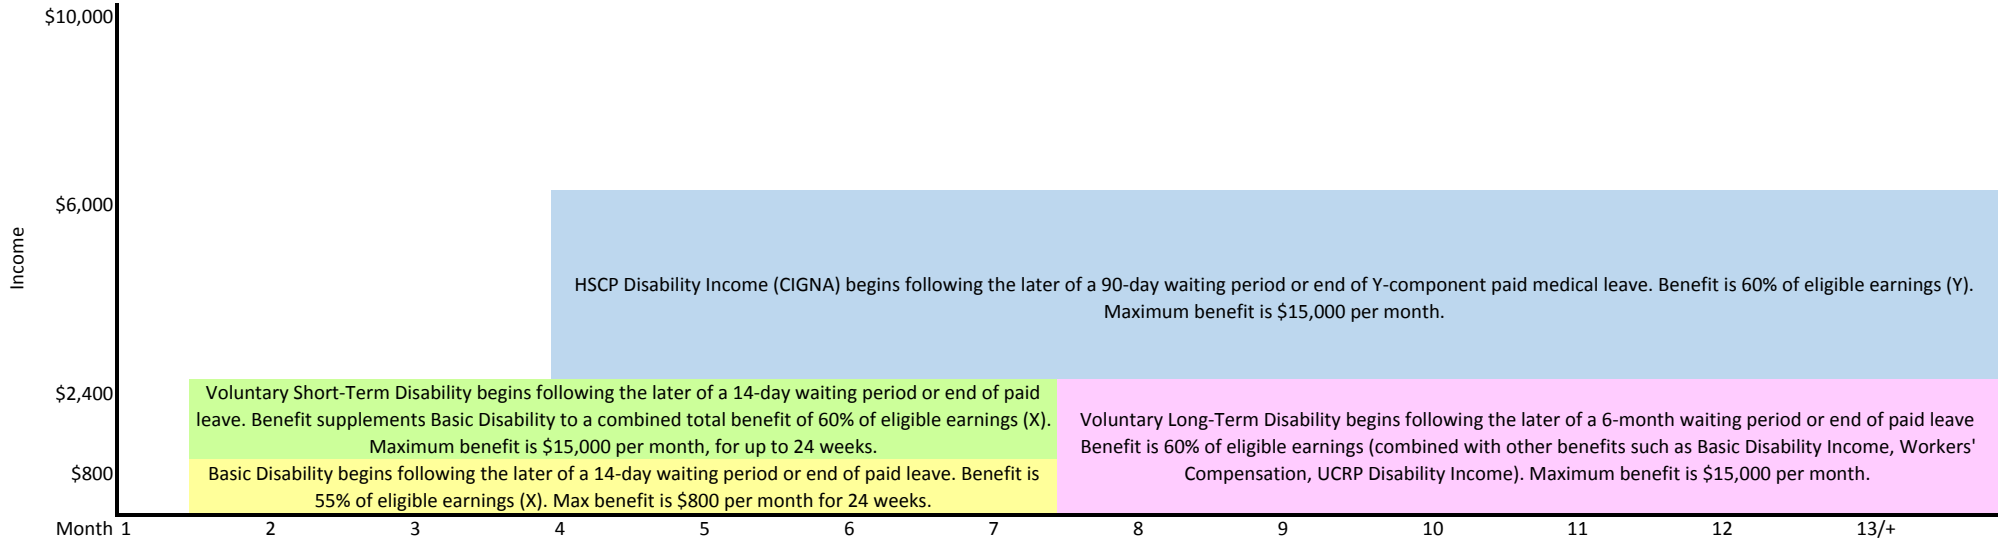 $10,000
$6,000
Income
HSCP Disability Income (CIGNA) begins following the later of a 90-day waiting period or end of Y-component paid medical leave. Benefit is 60% of eligible earnings (Y).
Maximum benefit is $15,000 per month.
$2,400
Voluntary Short-Term Disability begins following the later of a 14-day waiting period or end of paid
leave. Benefit supplements Basic Disability to a combined total benefit of 60% of eligible earnings (X).
Maximum benefit is $15,000 per month, for up to 24 weeks.
Voluntary Long-Term Disability begins following the later of a 6-month waiting period or end of paid leave
Benefit is 60% of eligible earnings (combined with other benefits such as Basic Disability Income, Workers'
Compensation, UCRP Disability Income). Maximum benefit is $15,000 per month.
$800
Basic Disability begins following the later of a 14-day waiting period or end of paid leave. Benefit is
55% of eligible earnings (X). Max benefit is $800 per month for 24 weeks.
Month 1 2 3 4 5 6 7 8 9 10 11 12 13/+